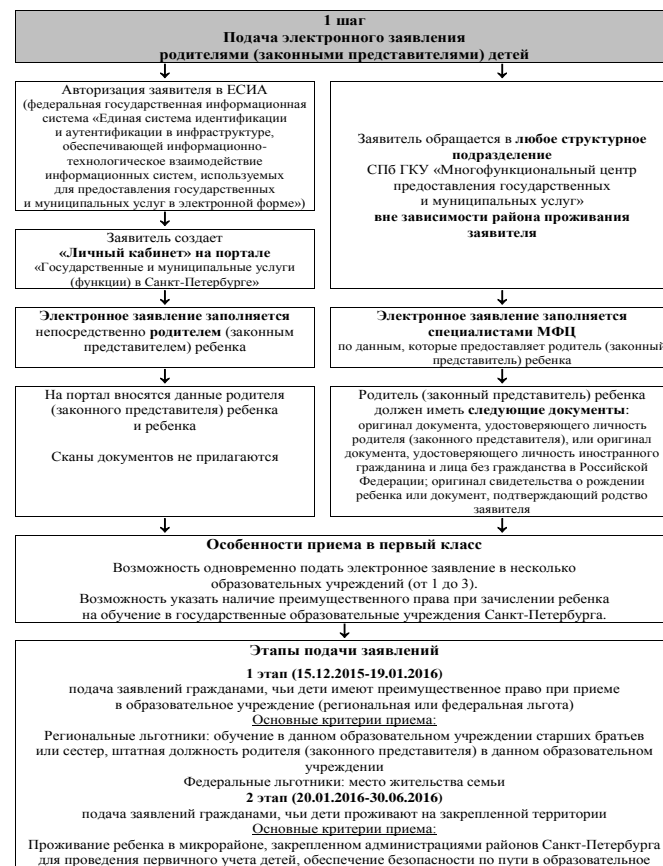 1 шаг
Подача электронного заявления
родителями (законными представителями) детей
Авторизация заявителя в ЕСИА
(федеральная государственная информационная
система «Единая система идентификации
и аутентификации в инфраструктуре,
обеспечивающей информационно-
технологическое взаимодействие
информационных систем, используемых
для предоставления государственных
и муниципальных услуг в электронной форме»)
Заявитель создает
«Личный кабинет» на портале
«Государственные и муниципальные услуги
(функции) в Санкт-Петербурге»
Электронное заявление заполняется
непосредственно родителем (законным
представителем) ребенка
На портал вносятся данные родителя
(законного представителя) ребенка
и ребенка
Сканы документов не прилагаются
Заявитель обращается в любое структурное
подразделение
СПб ГКУ «Многофункциональный центр
предоставления государственных
и муниципальных услуг»
вне зависимости района проживания
заявителя
Электронное заявление заполняется
специалистами МФЦ
по данным, которые предоставляет родитель (законный
представитель) ребенка
Родитель (законный представитель) ребенка
должен иметь следующие документы:
оригинал документа, удостоверяющего личность
родителя (законного представителя), или оригинал
документа, удостоверяющего личность иностранного
гражданина и лица без гражданства в Российской
Федерации; оригинал свидетельства о рождении
ребенка или документ, подтверждающий родство
заявителя
Особенности приема в первый класс
Возможность одновременно подать электронное заявление в несколько
образовательных учреждений (от 1 до 3).
Возможность указать наличие преимущественного права при зачислении ребенка
на обучение в государственные образовательные учреждения Санкт-Петербурга.
Этапы подачи заявлений
1 этап (15.12.2015-19.01.2016)
подача заявлений гражданами, чьи дети имеют преимущественное право при приеме
в образовательное учреждение (региональная или федеральная льгота)
Основные критерии приема:
Региональные льготники: обучение в данном образовательном учреждении старших братьев
или сестер, штатная должность родителя (законного представителя) в данном образовательном
учреждении
Федеральные льготники: место жительства семьи
2 этап (20.01.2016-30.06.2016)
подача заявлений гражданами, чьи дети проживают на закрепленной территории
Основные критерии приема:
Проживание ребенка в микрорайоне, закрепленном администрациями районов Санкт-Петербурга
для проведения первичного учета детей, обеспечение безопасности по пути в образовательное